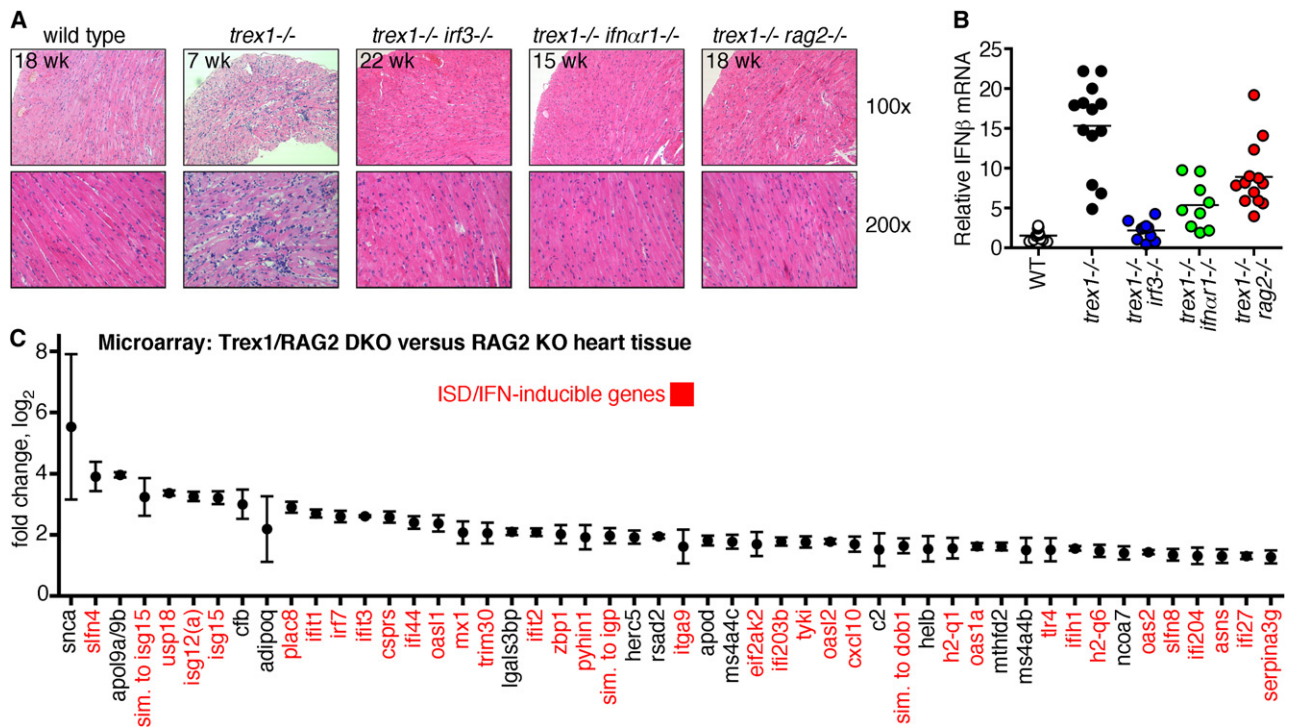 A
wild type
trex1-/-
trex1-/- irf3-/-
trex1-/- ifnαr1-/-
trex1-/- rag2-/-
18 wk
7 wk
22 wk
15 wk
18 wk
100x
200x
B
Relative IFNβ mRNA
25
20
15
10
5
0
WT
trex1-/-
trex1-/-
irf3-/-
trex1-/-
ifnαr1-/-
trex1-/-
rag2-/-
C
Microarray: Trex1/RAG2 DKO versus RAG2 KO heart tissue
ISD/IFN-inducible genes
fold change, log2
8
6
4
2
0
snca
slfn4
apol9a/9b
sim. to isg15
usp18
isg12(a)
isg15
cfb
adipoq
plac8
ifit1
irf7
ifit3
csprs
ifi44
oasl1
mx1
trim30
lgals3bp
ifit2
zbp1
pyhin1
sim. to igp
herc5
rsad2
itga9
apod
ms4a4c
eif2ak2
ifi203b
tyki
oasl2
cxcl10
c2
sim. to dob1
helb
h2-q1
oas1a
mthfd2
ms4a4b
tlr4
ifih1
h2-q6
ncoa7
oas2
slfn8
ifi204
asns
ifi27
serpina3g